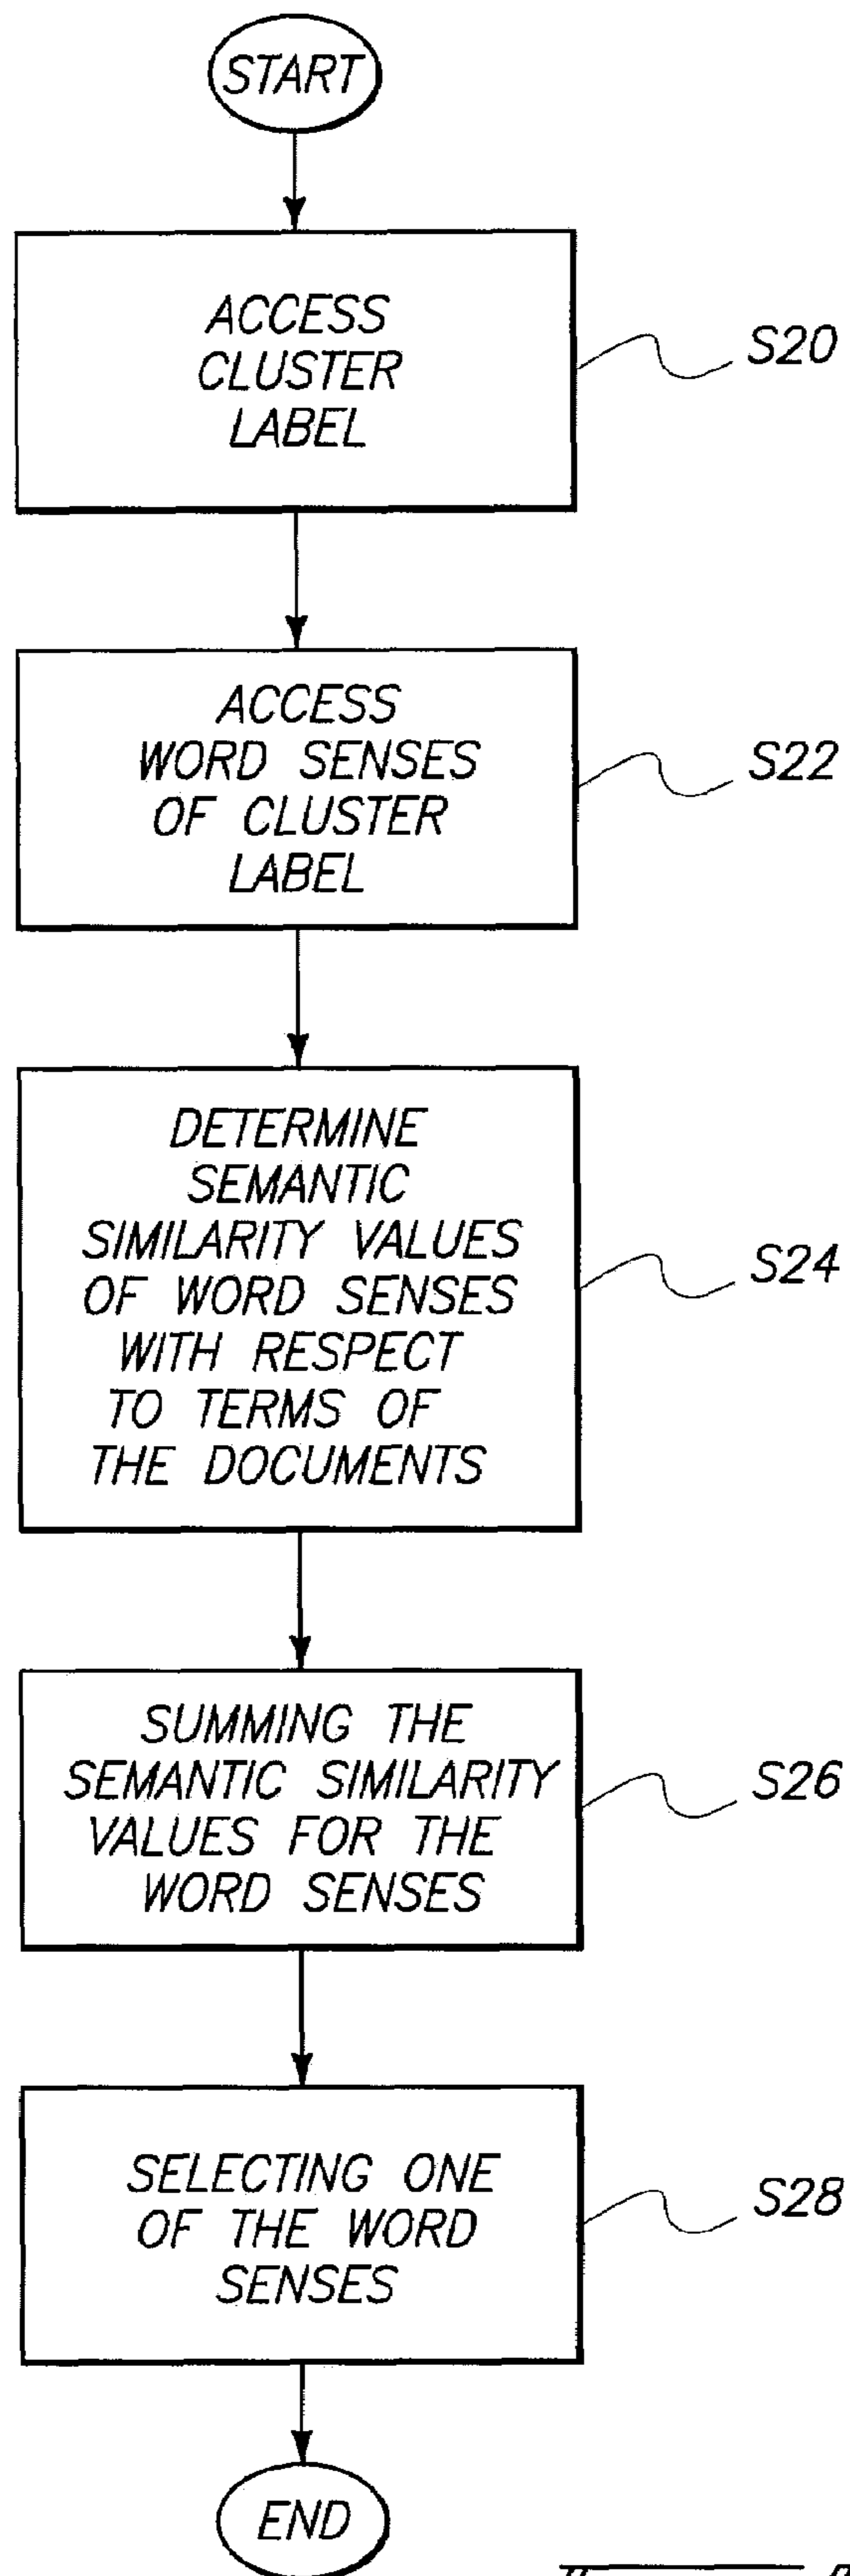 START
ACCESS
CLUSTER
LABEL
S20
ACCESS
WORD SENSES
OF CLUSTER
LABEL
S22
DETERMINE
SEMANTIC
SIMILARITY VALUES
OF WORD SENSES
WITH RESPECT
TO TERMS OF
THE DOCUMENTS
S24
SUMMING THE
SEMANTIC SIMILARITY
VALUES FOR THE
WORD SENSES
S26
SELECTING ONE
OF THE WORD
SENSES
S28
END